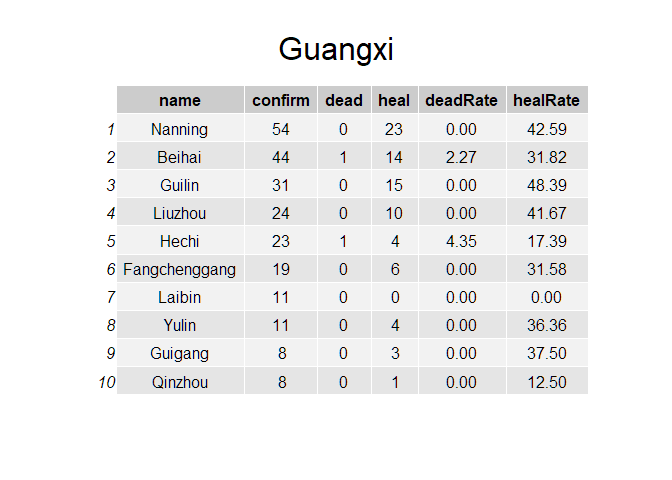 Guangxi
name confirm dead heal deadRate healRate
1 Nanning 54 0 23 0.00 42.59
2 Beihai 44 1 14 2.27 31.82
3 Guilin 31 0 15 0.00 48.39
4 Liuzhou 24 0 10 0.00 41.67
5 Hechi 23 1 4 4.35 17.39
6 Fangchenggang 19 0 6 0.00 31.58
7 Laibin 11 0 0 0.00 0.00
8 Yulin 11 0 4 0.00 36.36
9 Guigang 8 0 3 0.00 37.50
10 Qinzhou 8 0 1 0.00 12.50